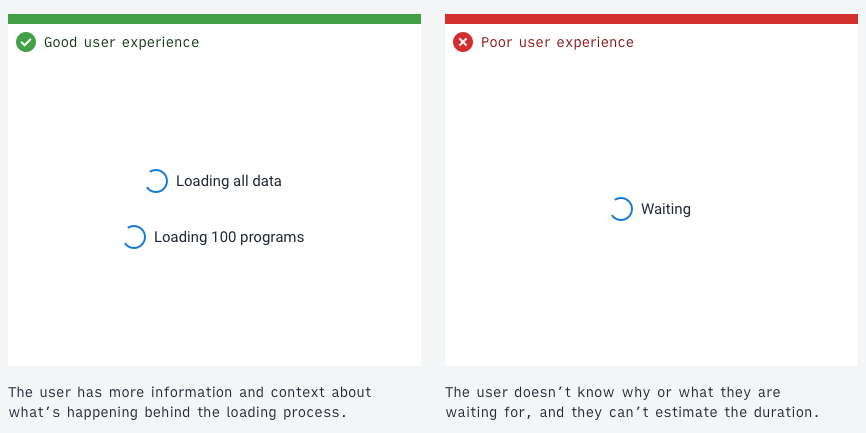 Good user experience
Loading all data
Loading 100 programs
The user has more information and context about
what's happening behind the loading process.
Poor user experience
Waiting
The user doesn't know why or what they are
waiting for, and they can't estimate the duration.